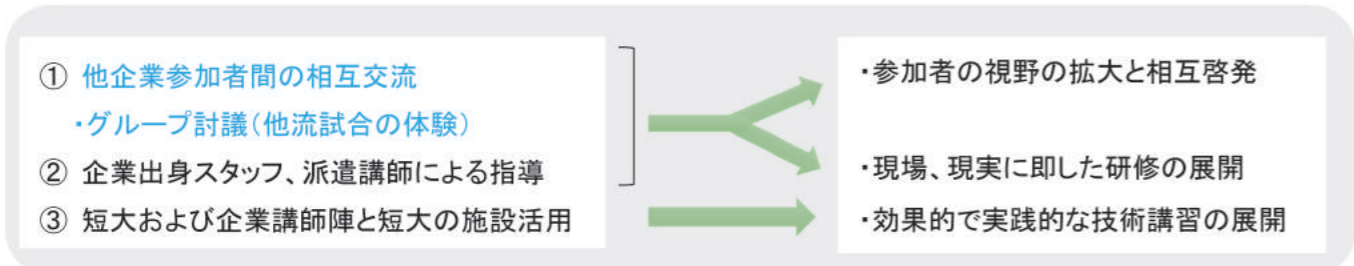 ① 他企業参加者間の相互交流
・グループ討議（他流試合の体験）
② 企業出身スタッフ、派遣講師による指導
③ 短大および企業講師陣と短大の施設活用
・参加者の視野の拡大と相互啓発
・現場、現実に即した研修の展開
・効果的で実践的な技術講習の展開